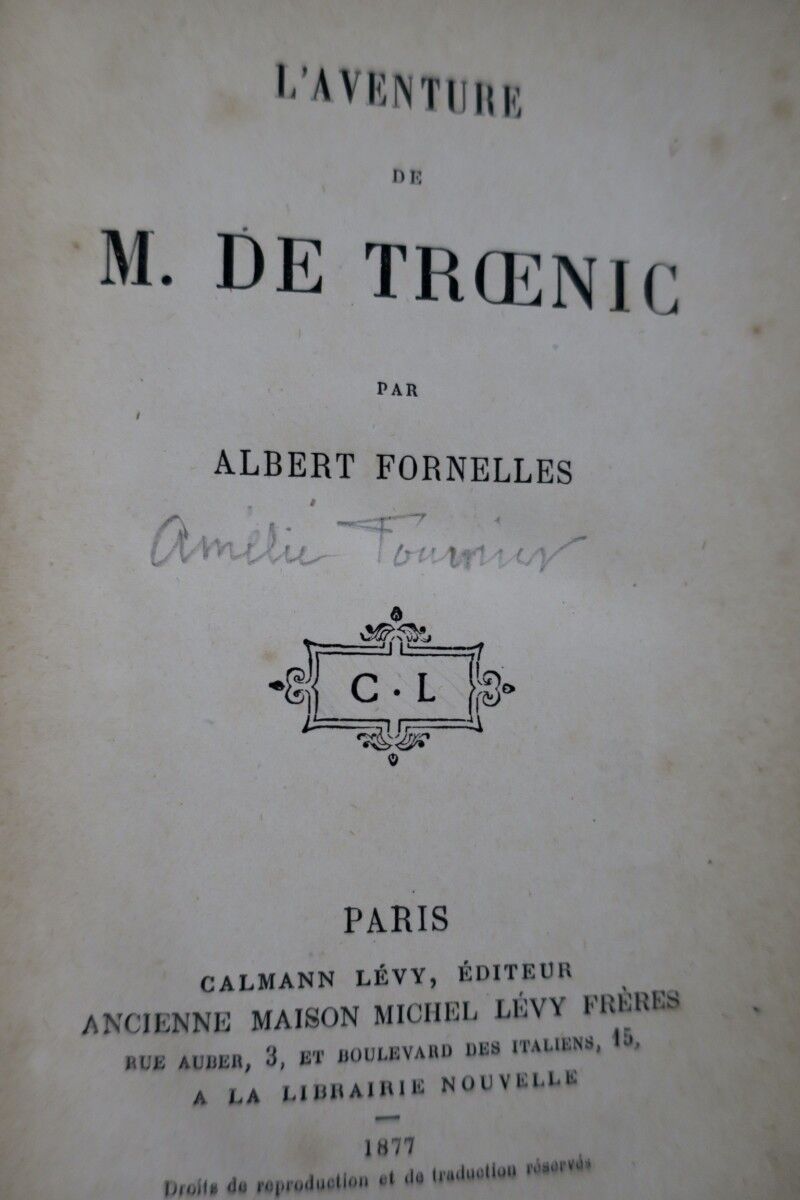 L'AVENTURE
DE
M. DE TRŒNIC
PAR
ALBERT FORNELLES
Amélie Fournier
C · L
PARIS
CALMANN LÉVY, ÉDITEUR
ANCIENNE MAISON MICHEL LÉVY FRÈRES
RUE AUBER, 3, ET BOULEVARD DES ITALIENS, 15,
A LA LIBRAIRIE NOUVELLE
1877
Droits de reproduction et de traduction réservés